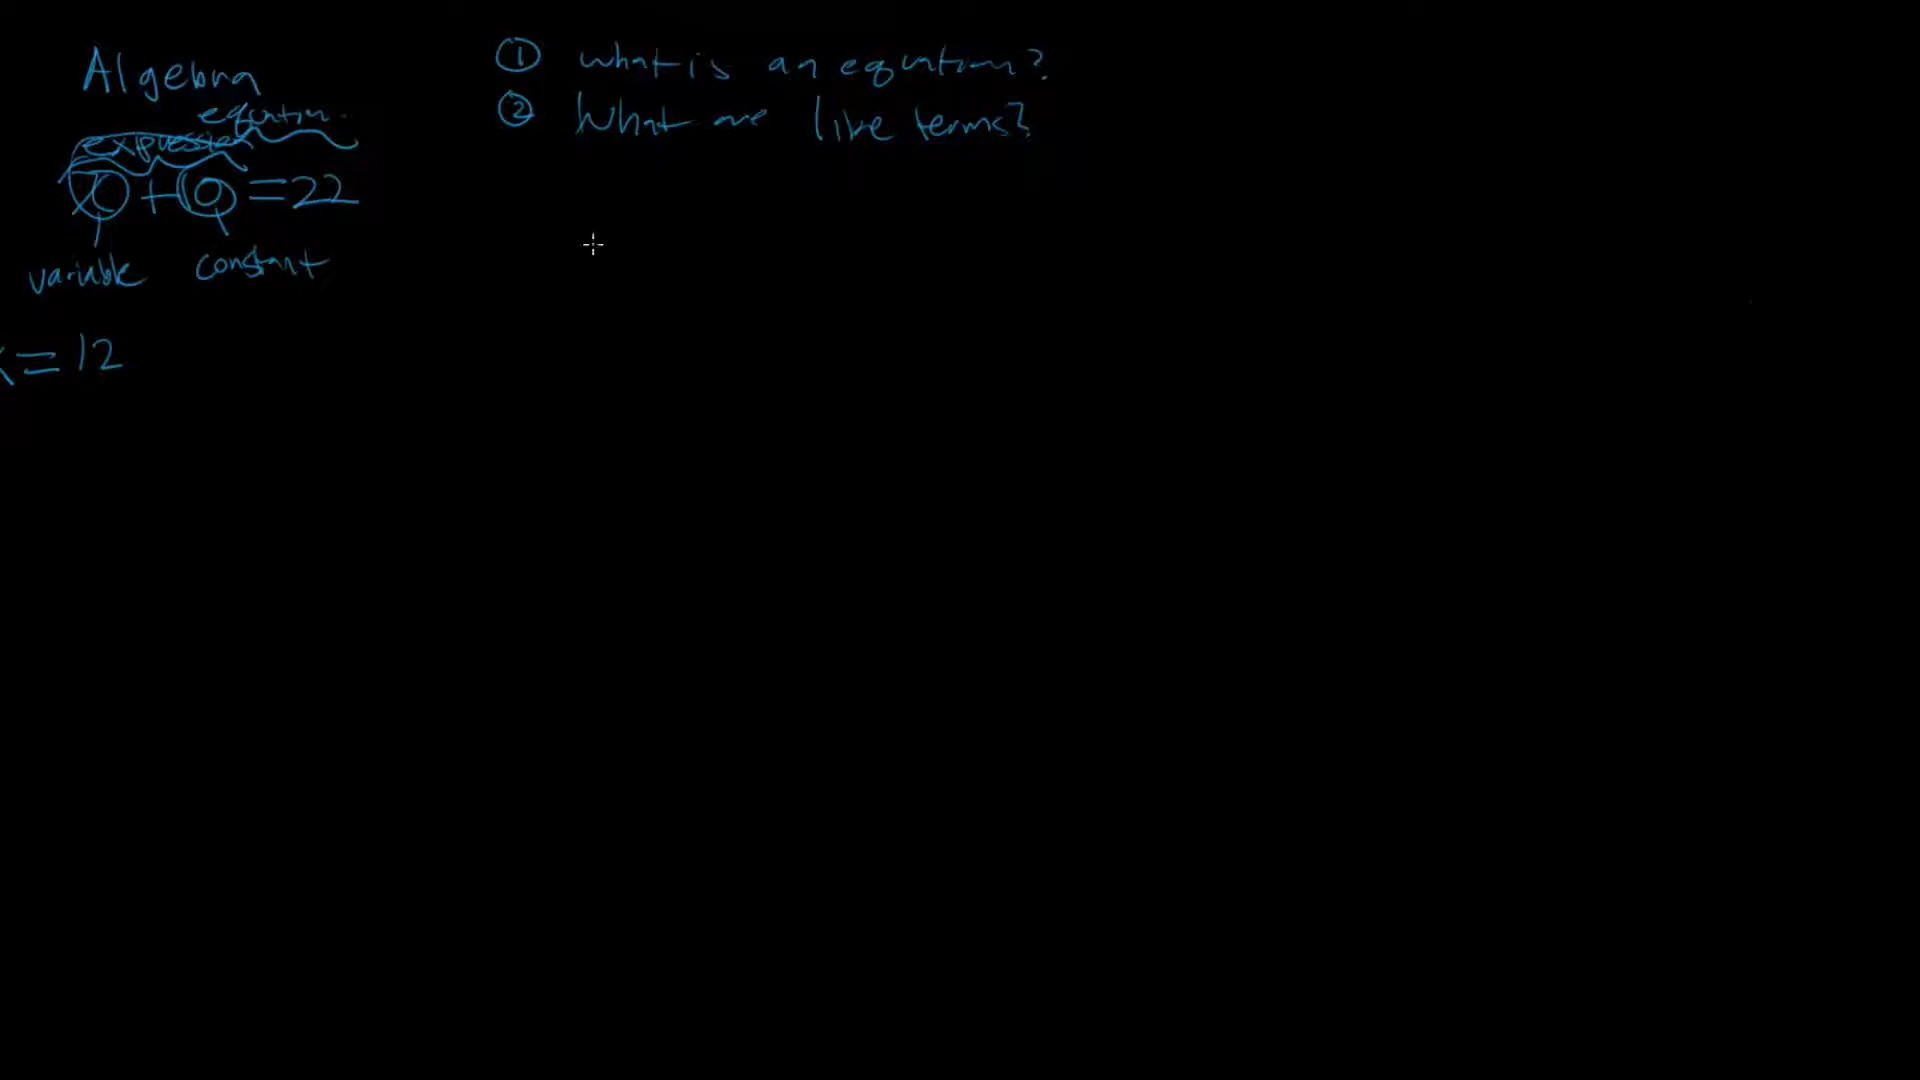 Algebra
equation
expression
x + 10 = 22
variable constant
x = 12
① what is an equation?
② What are like terms?